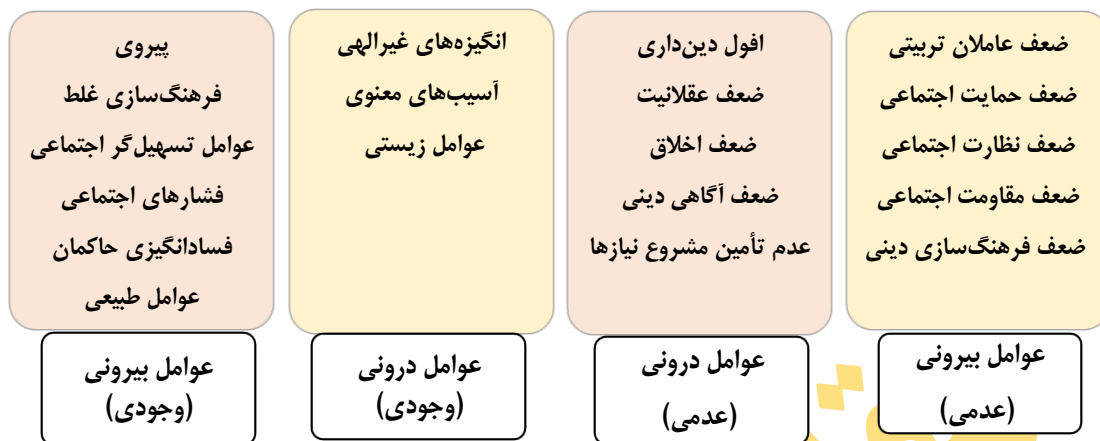 ضعف عاملان تربیتی
ضعف حمایت اجتماعی
ضعف نظارت اجتماعی
ضعف مقاومت اجتماعی
ضعف فرهنگ‌سازی دینی
عوامل بیرونی
(عدمی)
افول دین‌داری
ضعف عقلانیت
ضعف اخلاق
ضعف آگاهی دینی
عدم تأمین مشروع نیازها
عوامل درونی
(عدمی)
انگیزه‌های غیرالهی
آسیب‌های معنوی
عوامل زیستی
عوامل درونی
(وجودی)
پیروی
فرهنگ‌سازی غلط
عوامل تسهیل‌گر اجتماعی
فشارهای اجتماعی
فسادانگیزی حاکمان
عوامل طبیعی
عوامل بیرونی
(وجودی)